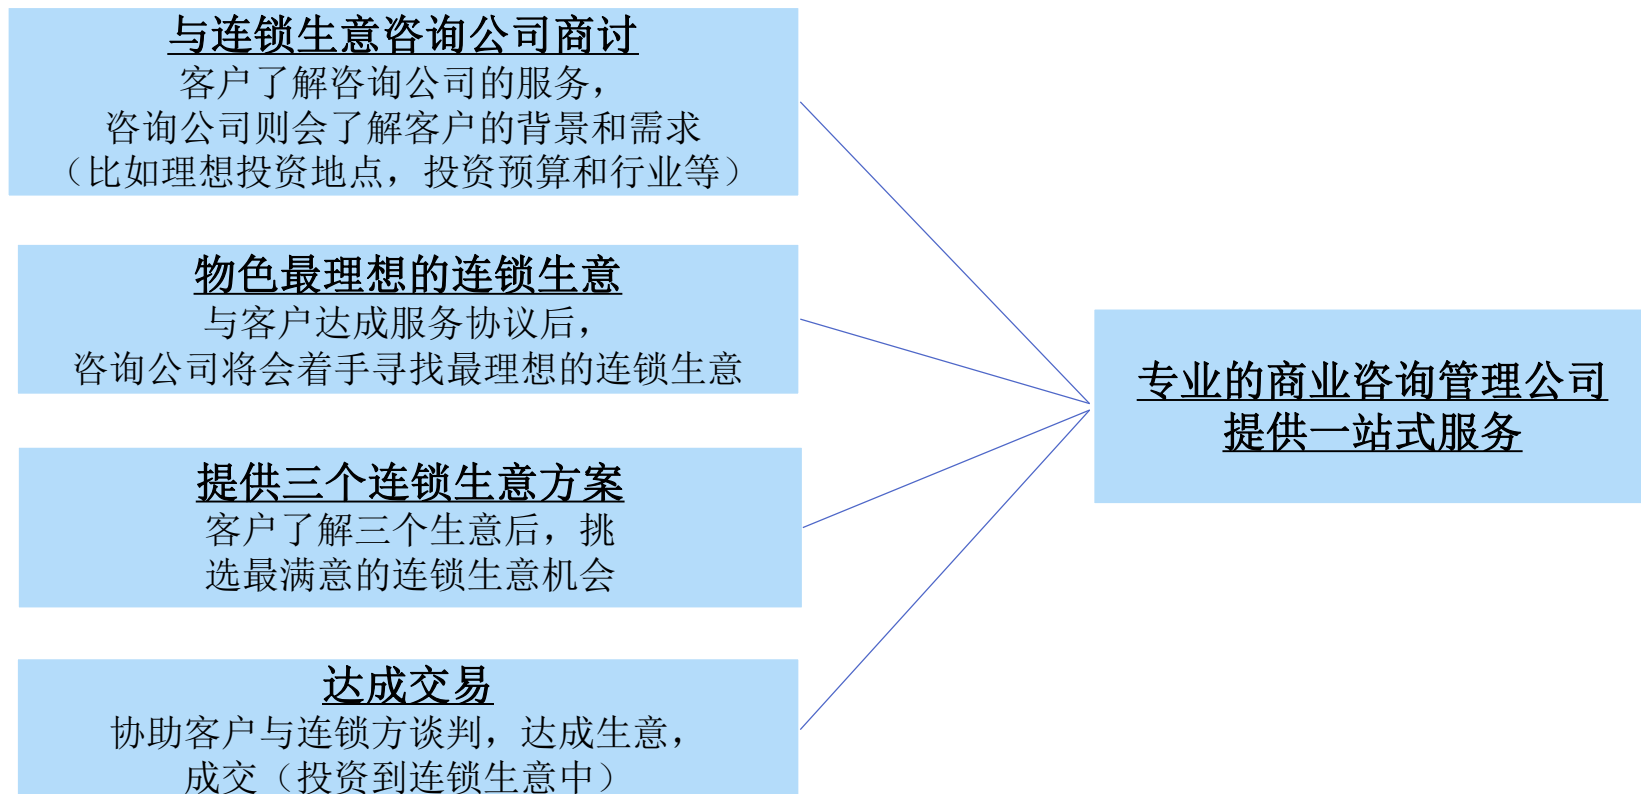 与连锁生意咨询公司商讨
客户了解咨询公司的服务，
咨询公司则会了解客户的背景和需求
（比如理想投资地点，投资预算和行业等）
物色最理想的连锁生意
与客户达成服务协议后，
咨询公司将会着手寻找最理想的连锁生意
提供三个连锁生意方案
客户了解三个生意后，挑
选最满意的连锁生意机会
达成交易
协助客户与连锁方谈判，达成生意，
成交（投资到连锁生意中）
专业的商业咨询管理公司
提供一站式服务